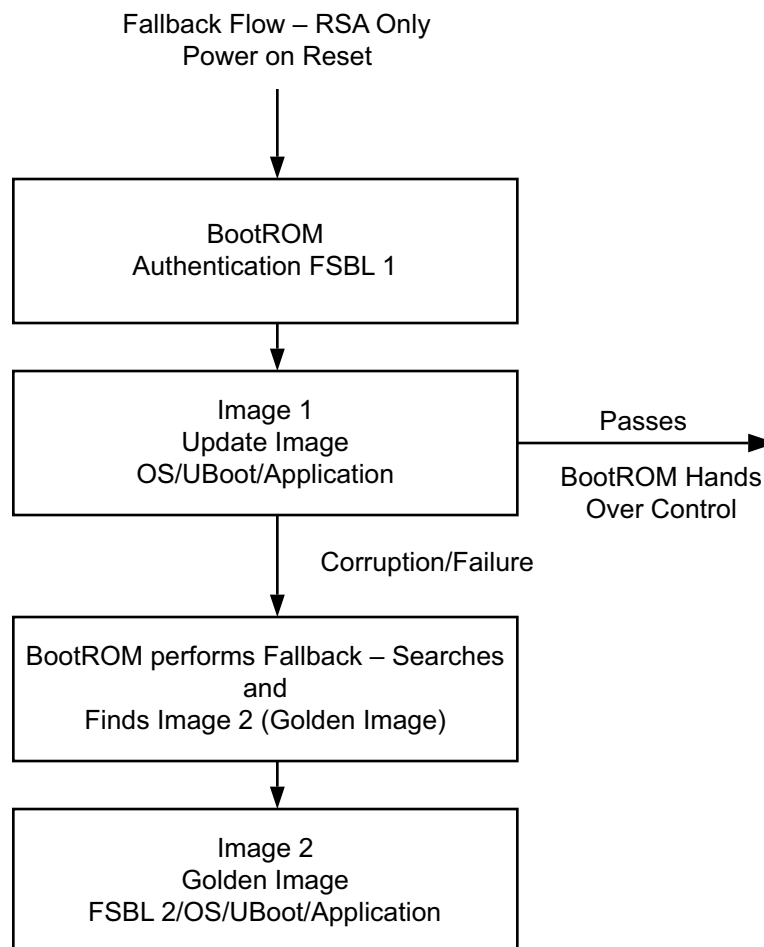 Fallback Flow – RSA Only
Power on Reset
BootROM
Authentication FSBL 1
Image 1
Update Image
OS/UBoot/Application
Passes
BootROM Hands
Over Control
Corruption/Failure
BootROM performs Fallback – Searches
and
Finds Image 2 (Golden Image)
Image 2
Golden Image
FSBL 2/OS/UBoot/Application